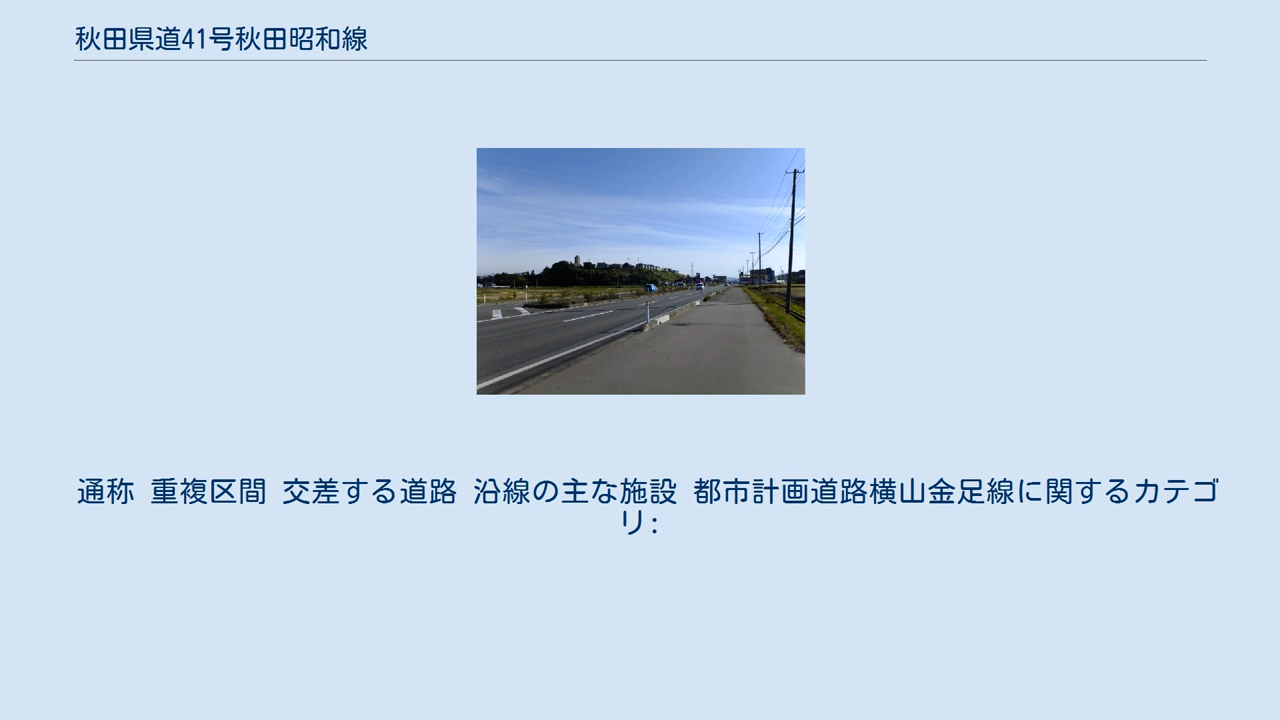 秋田県道41号秋田昭和線
通称 重複区間 交差する道路 沿線の主な施設 都市計画道路横山金足線に関するカテゴ
リ: